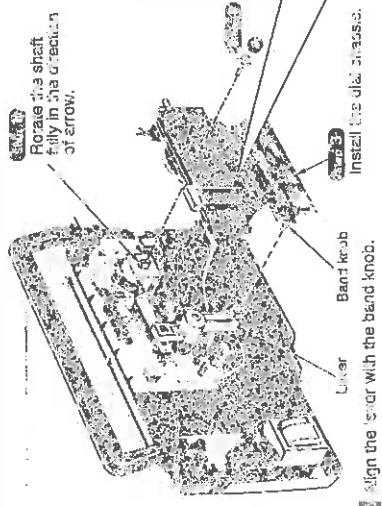 Rotate the shaft
fully in the direction
of arrow.
Install the dial chassis.
Band knob
Lever
Align the lever with the band knob.